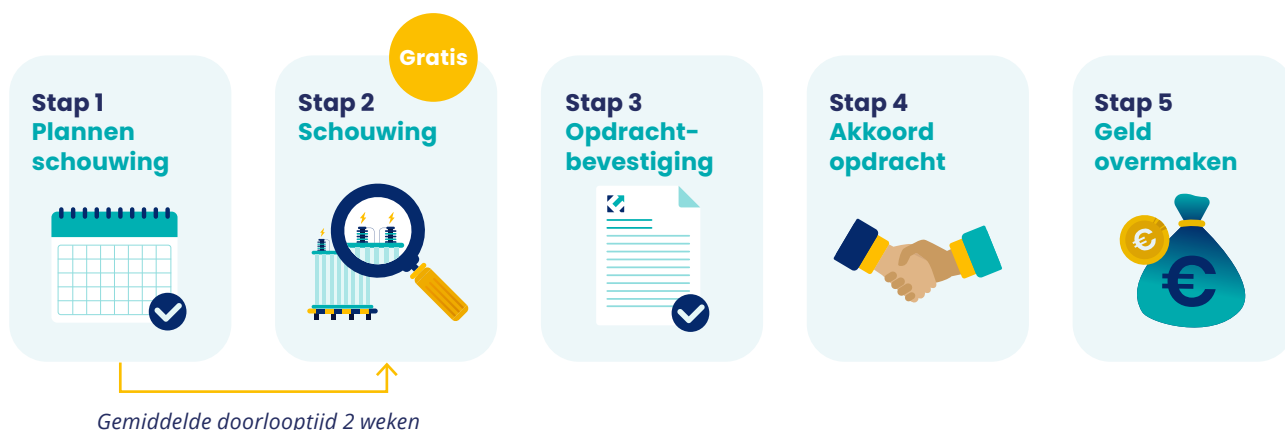 Gratis
Stap 1
Plannen
schouwing
Stap 2
Schouwing
Stap 3
Opdracht-
bevestiging
Stap 4
Akkoord
opdracht
Stap 5
Geld
overmaken
€
€
Gemiddelde doorlooptijd 2 weken